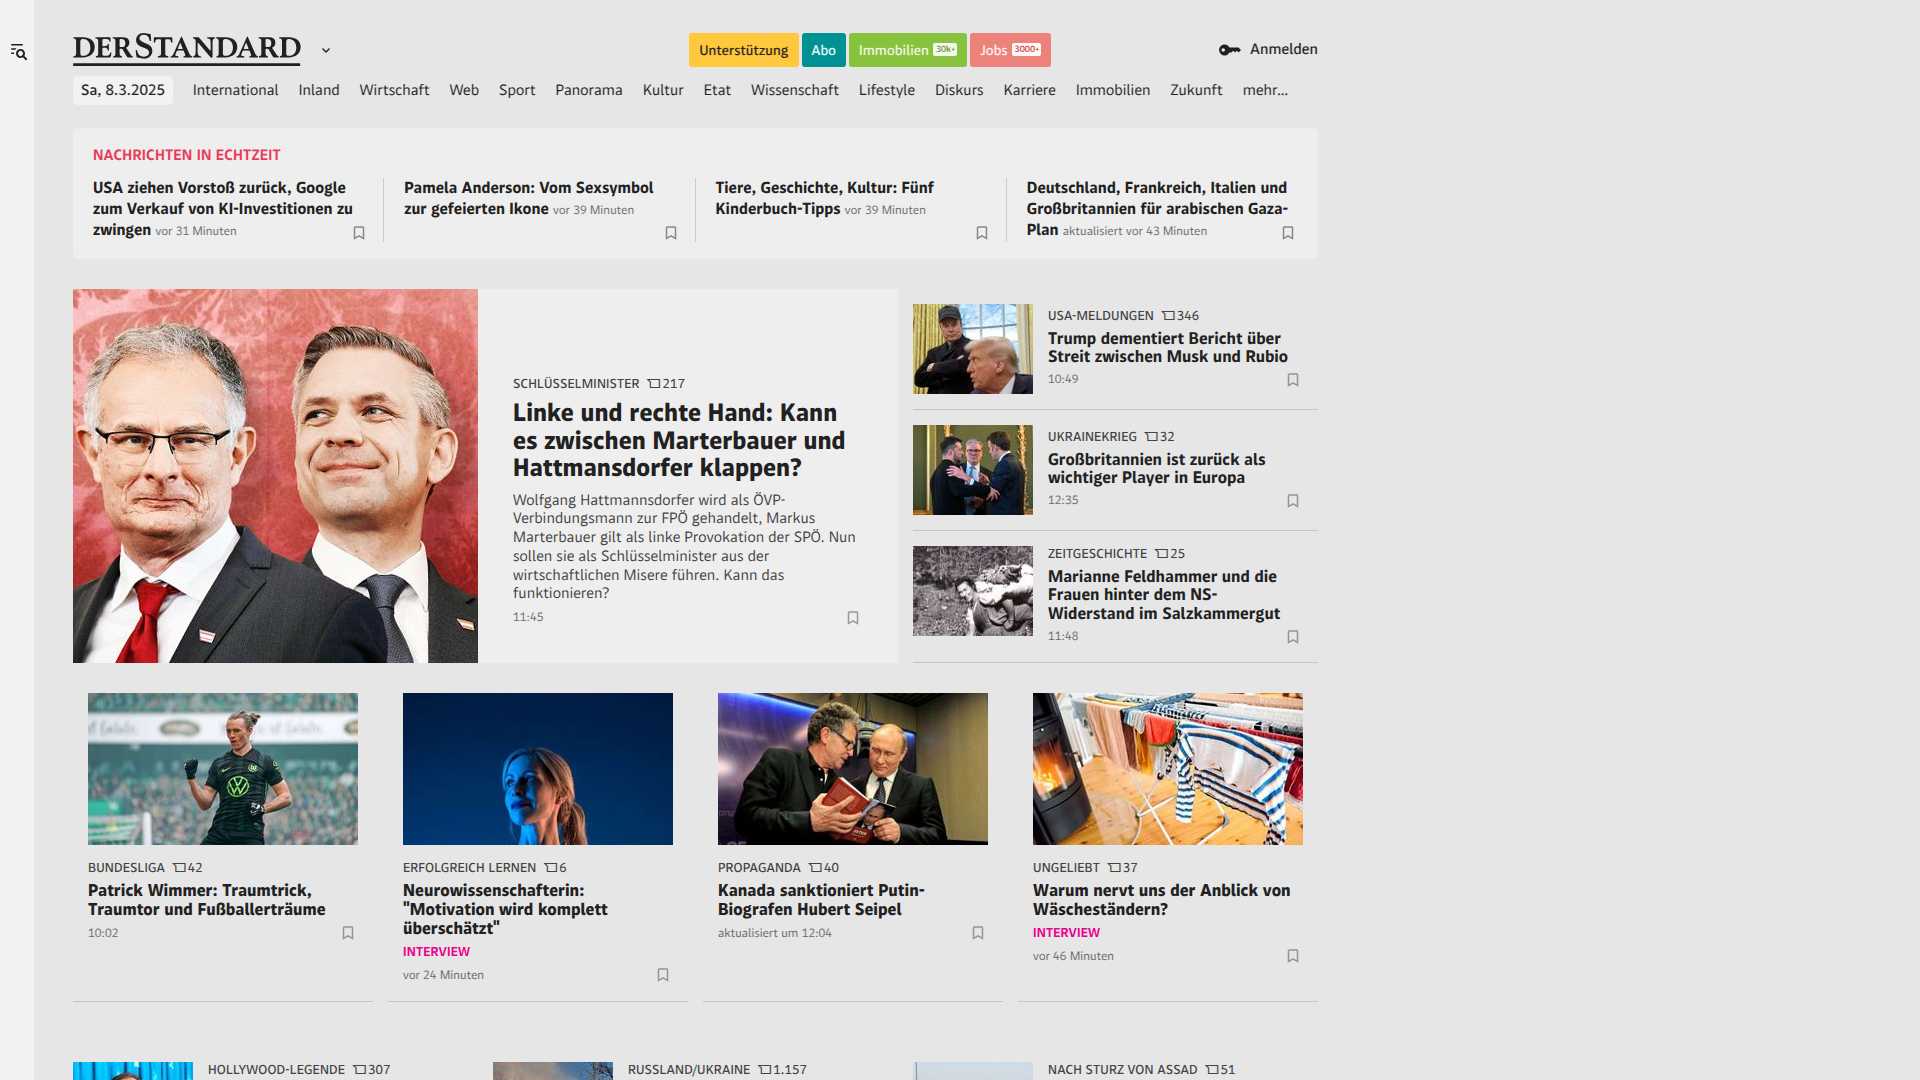 DERSTANDARD
Unterstützung
Abo
Immobilien 30k+
Jobs 3000+
Anmelden
Sa, 8.3.2025
International
Inland
Wirtschaft
Web
Sport
Panorama
Kultur
Etat
Wissenschaft
Lifestyle
Diskurs
Karriere
Immobilien
Zukunft
mehr...
NACHRICHTEN IN ECHTZEIT
USA ziehen Vorstoß zurück, Google
zum Verkauf von KI-Investitionen zu
zwingen vor 31 Minuten
Pamela Anderson: Vom Sexsymbol
zur gefeierten Ikone vor 39 Minuten
Tiere, Geschichte, Kultur: Fünf
Kinderbuch-Tipps vor 39 Minuten
Deutschland, Frankreich, Italien und
Großbritannien für arabischen Gaza-
Plan aktualisiert vor 43 Minuten
SCHLÜSSELMINISTER 217
Linke und rechte Hand: Kann
es zwischen Marterbauer und
Hattmansdorfer klappen?
Wolfgang Hattmannsdorfer wird als ÖVP-
Verbindungsmann zur FPÖ gehandelt, Markus
Marterbauer gilt als linke Provokation der SPÖ. Nun
sollen sie als Schlüsselminister aus der
wirtschaftlichen Misere führen. Kann das
funktionieren?
11:45
USA-MELDUNGEN 346
Trump dementiert Bericht über
Streit zwischen Musk und Rubio
10:49
UKRAINEKRIEG 32
Großbritannien ist zurück als
wichtiger Player in Europa
12:35
ZEITGESCHICHTE 25
Marianne Feldhammer und die
Frauen hinter dem NS-
Widerstand im Salzkammergut
11:48
BUNDESLIGA 42
Patrick Wimmer: Traumtrick,
Traumtor und Fußballerträume
10:02
ERFOLGREICH LERNEN 6
Neurowissenschafterin:
"Motivation wird komplett
überschätzt"
INTERVIEW
vor 24 Minuten
PROPAGANDA 40
Kanada sanktioniert Putin-
Biografen Hubert Seipel
aktualisiert um 12:04
UNGELIEBT 37
Warum nervt uns der Anblick von
Wäscheständern?
INTERVIEW
vor 46 Minuten
HOLLYWOOD-LEGENDE 307
RUSSLAND/UKRAINE 1.157
NACH STURZ VON ASSAD 51